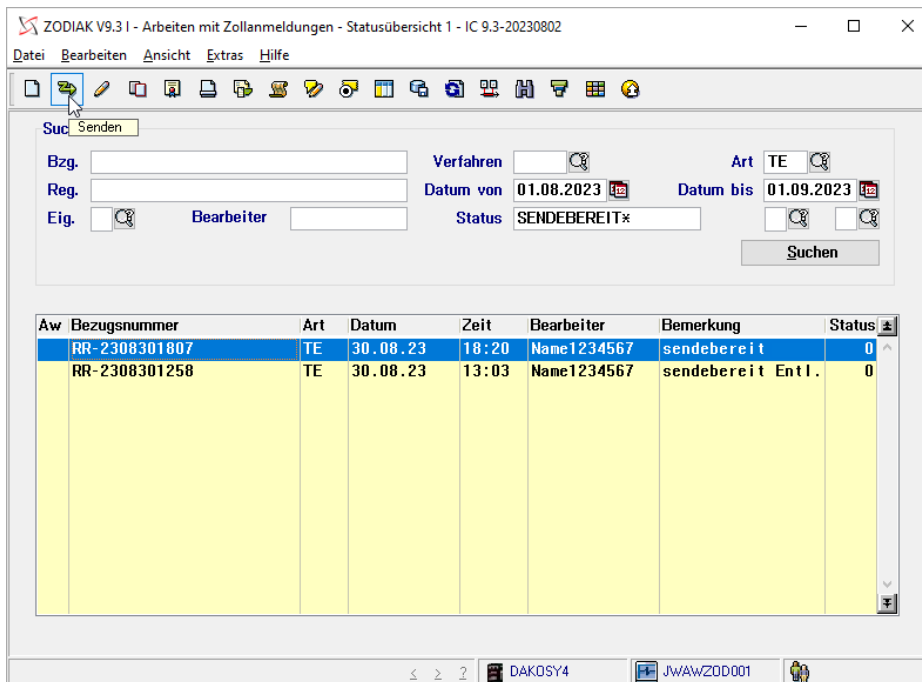 ZODIAK V9.3 I - Arbeiten mit Zollanmeldungen - Statusübersicht 1 - IC 9.3-20230802
Datei Bearbeiten Ansicht Extras Hilfe
Senden
Suc
Bzg. Verfahren Art TE
Reg. Datum von 01.08.2023 12 Datum bis 01.09.2023 12
Eig. Bearbeiter Status SENDEBEREIT*
Suchen
Aw Bezugsnummer Art Datum Zeit Bearbeiter Bemerkung Status
RR-2308301807 TE 30.08.23 18:20 Name1234567 sendebereit 0
RR-2308301258 TE 30.08.23 13:03 Name1234567 sendebereit Entl. 0
< > ? DAKOSY4 JWAWZOD001